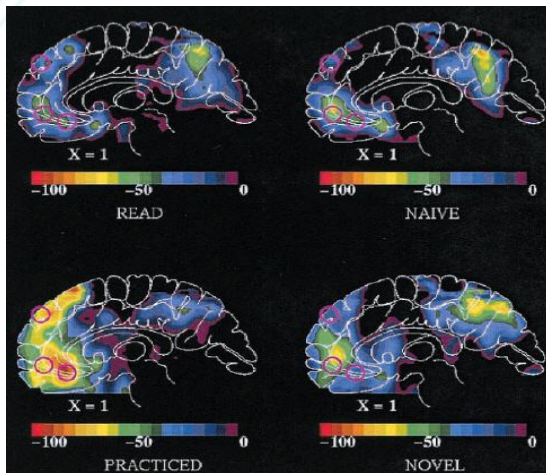 X = 1
-100 -50 0
READ
X = 1
-100 -50 0
NAIVE
X = 1
-100 -50 0
PRACTICED
X = 1
-100 -50 0
NOVEL